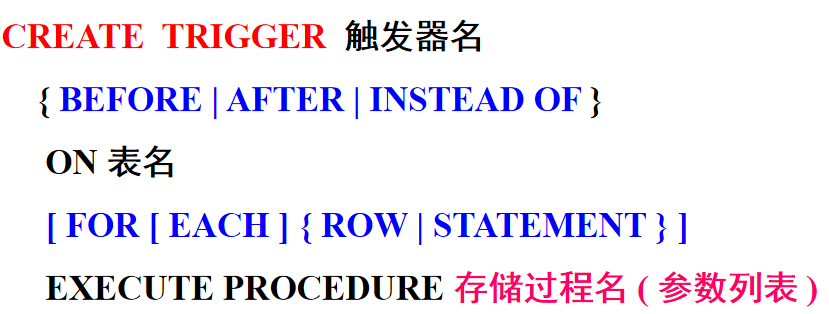 CREATE TRIGGER 触发器名
{ BEFORE | AFTER | INSTEAD OF }
ON 表名
[ FOR [ EACH ] { ROW | STATEMENT } ]
EXECUTE PROCEDURE 存储过程名 ( 参数列表 )